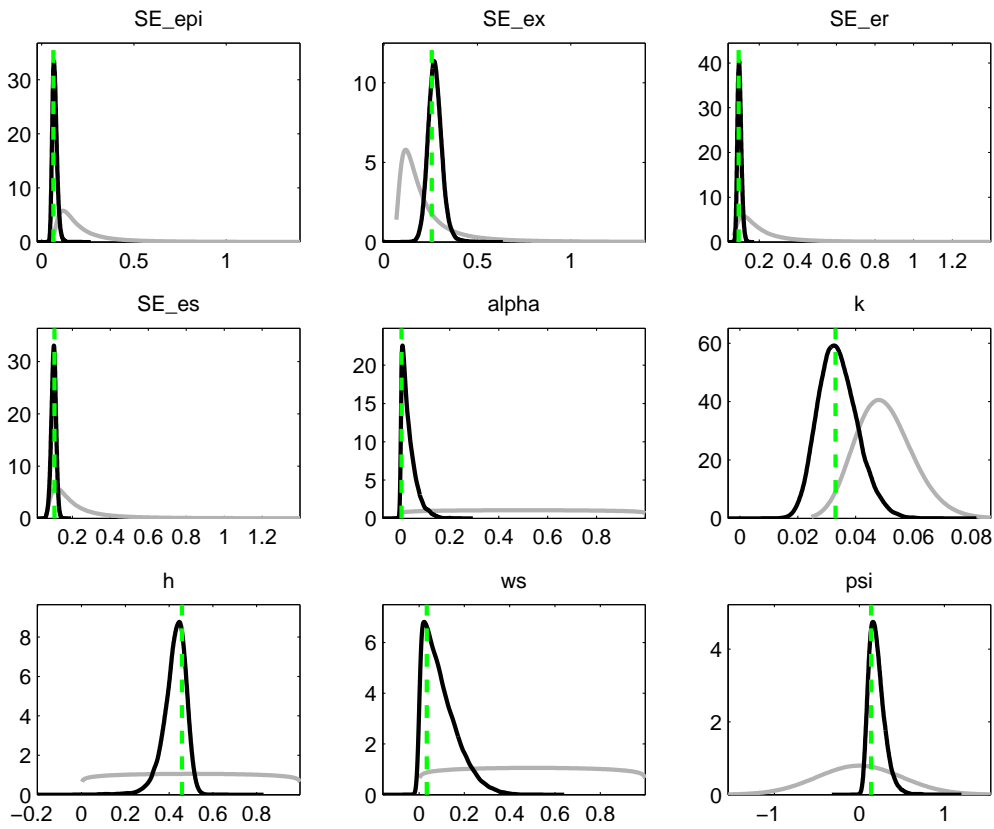 SE_epi SE_ex SE_er
30 20 10 0
0 0.5 1
10 5 0
0 0.5 1
40 30 20 10 0
0.2 0.4 0.6 0.8 1 1.2
SE_es alpha k
30 20 10 0
0.2 0.4 0.6 0.8 1 1.2
20 15 10 5 0
0 0.2 0.4 0.6 0.8
60 40 20 0
0 0.02 0.04 0.06 0.08
h ws psi
8 6 4 2 0
−0.2 0 0.2 0.4 0.6 0.8
6 4 2 0
0 0.2 0.4 0.6 0.8
4 2 0
−1 0 1